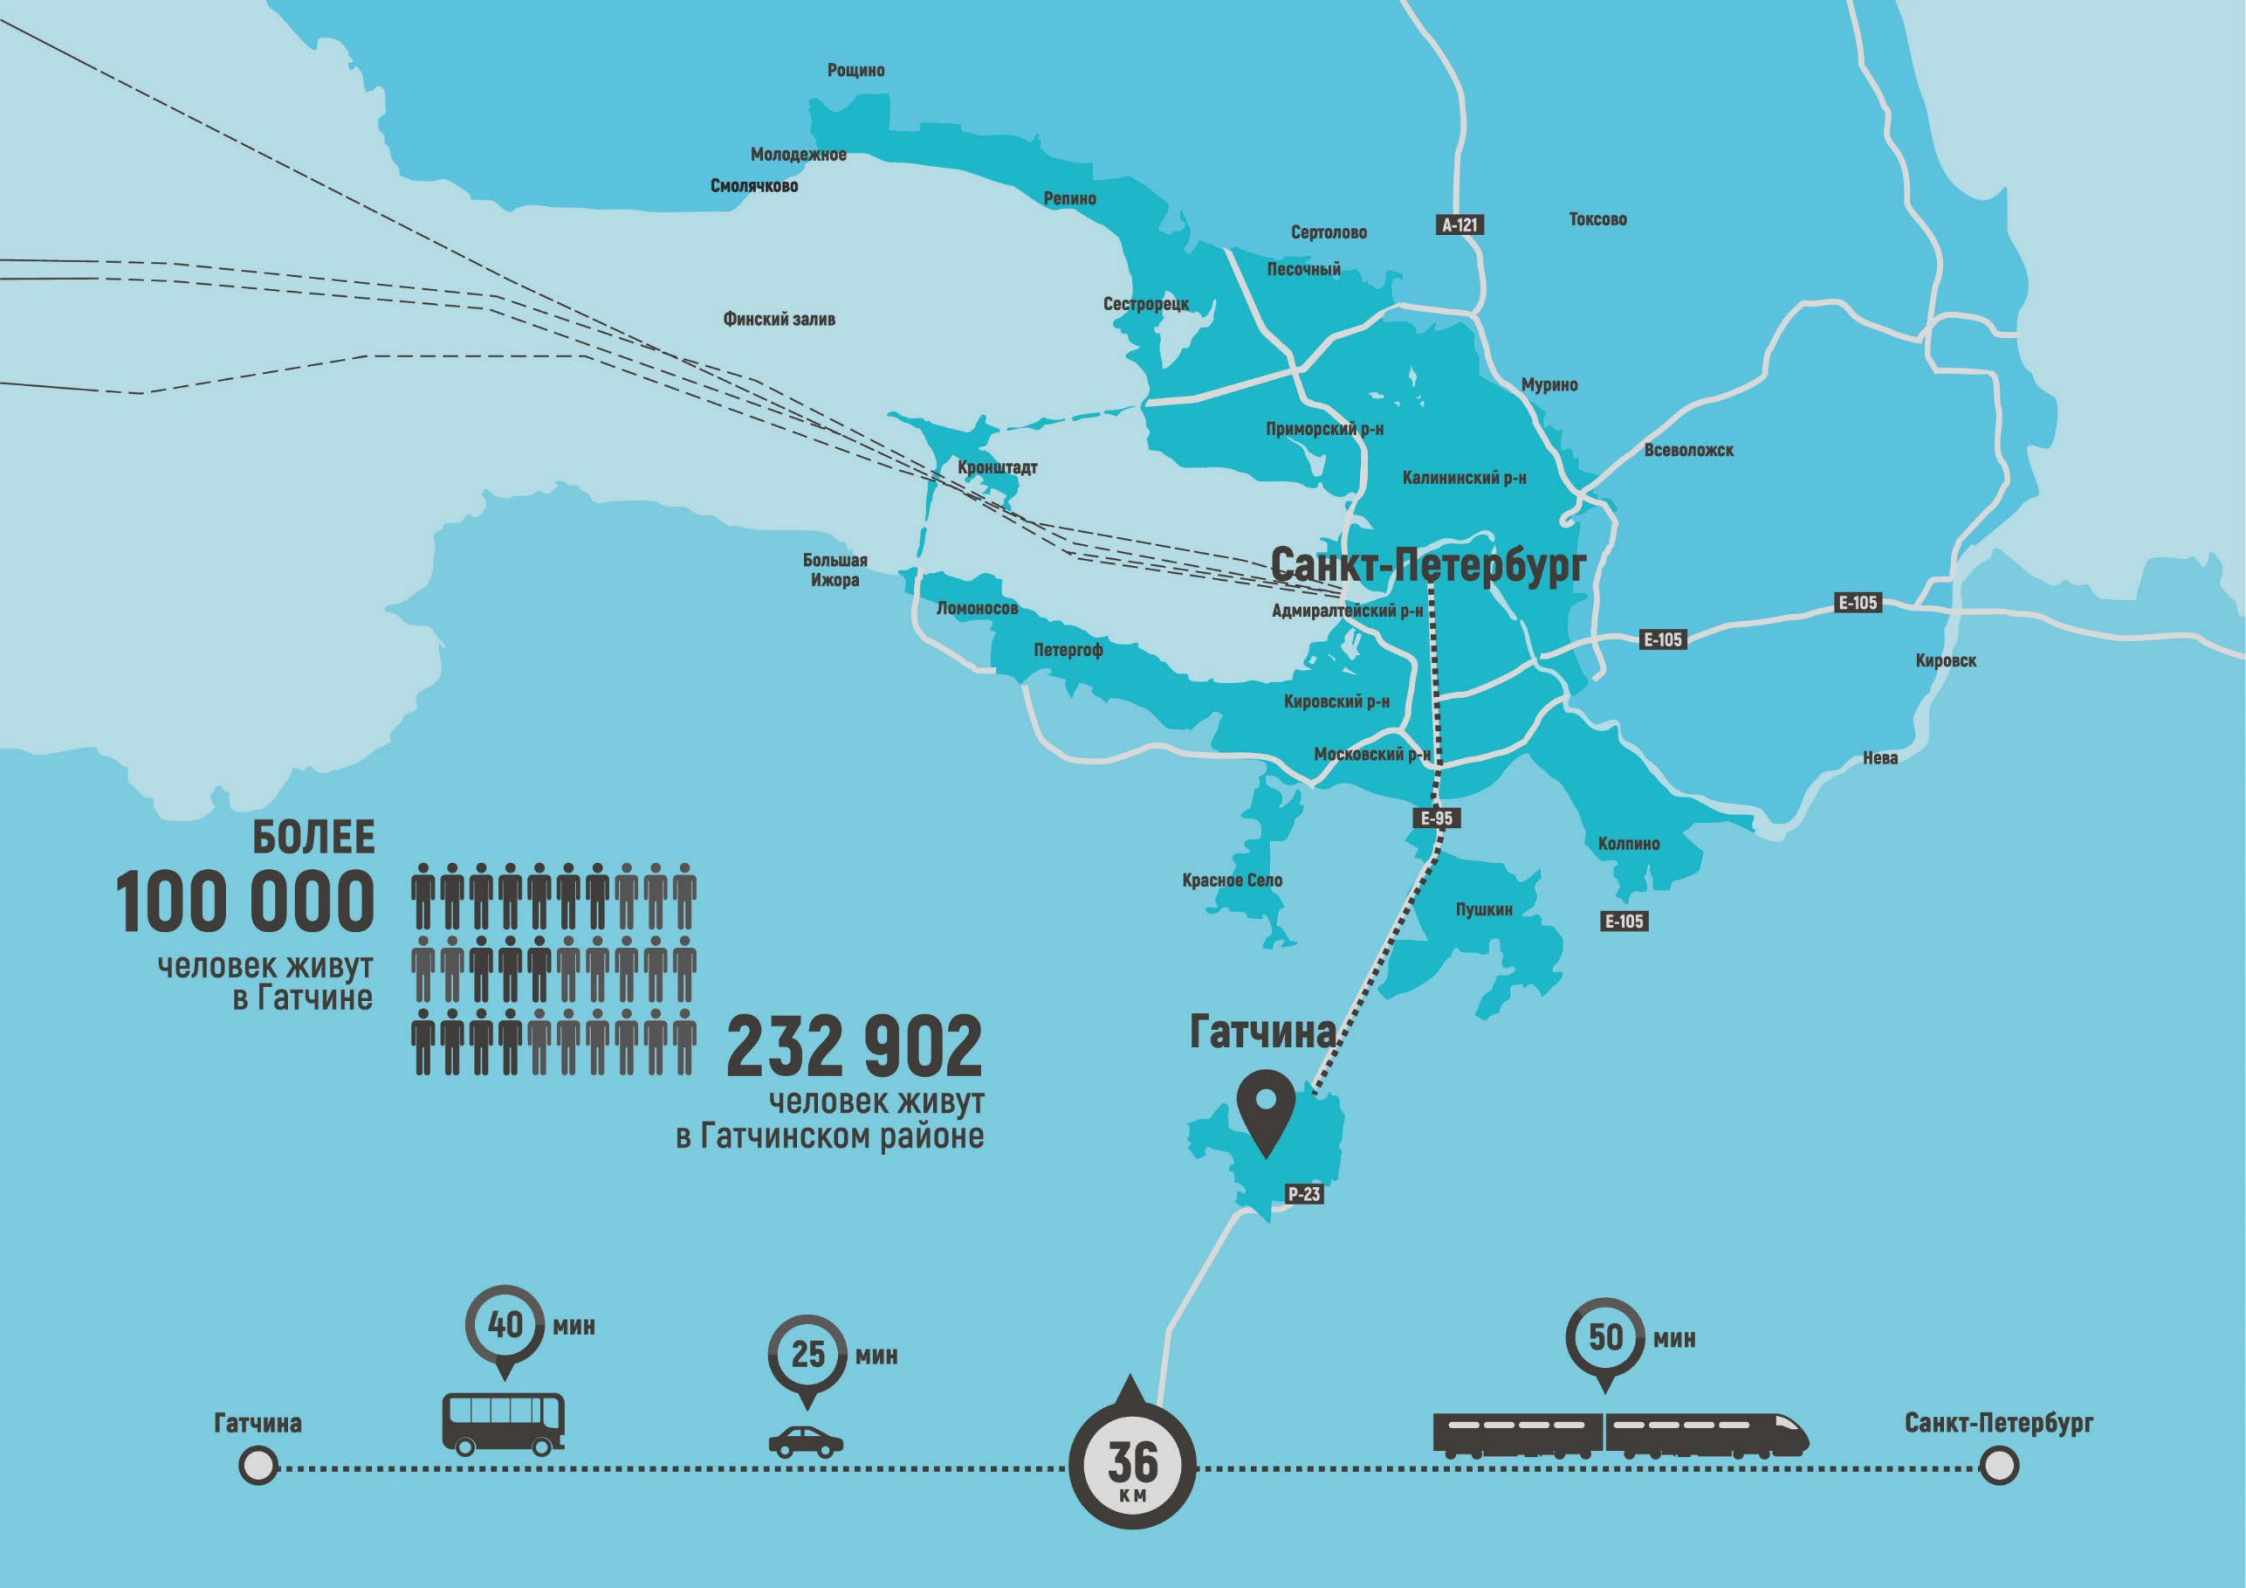 Рощино
Молодежное
Смолячково
Репино
Сертолово
А-121
Токсово
Песочный
Сестрорецк
Финский залив
Мурино
Приморский р-н
Всеволожск
Кронштадт
Калининский р-н
Большая
Ижора
Санкт-Петербург
Ломоносов
Адмиралтейский р-н
Е-105
Е-105
Петергоф
Кировск
Кировский р-н
Московский р-н
Нева
Е-95
Колпино
Красное Село
Пушкин
Е-105
БОЛЕЕ
100 000
человек живут
в Гатчине
232 902
человек живут
в Гатчинском районе
Гатчина
Р-23
40 мин
25 мин
50 мин
Гатчина
36
КМ
Санкт-Петербург